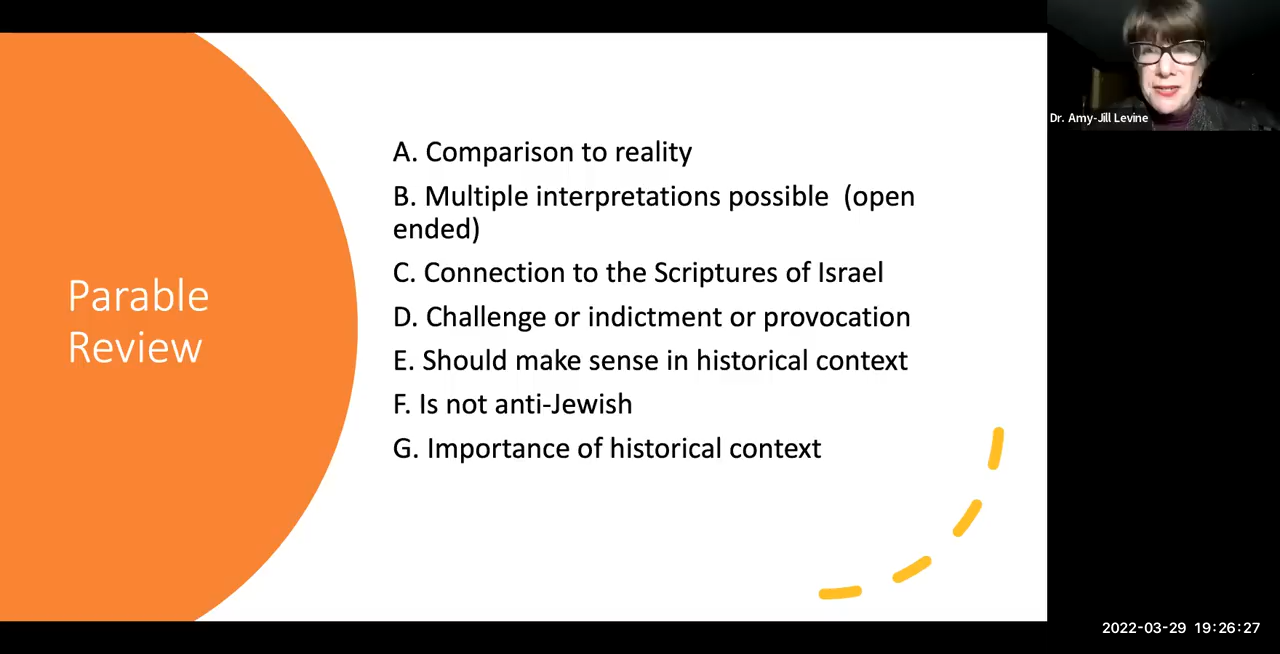 Parable
Review
A. Comparison to reality
B. Multiple interpretations possible  (open
ended)
C. Connection to the Scriptures of Israel
D. Challenge or indictment or provocation
E. Should make sense in historical context
F. Is not anti-Jewish
G. Importance of historical context
Dr. Amy-Jill Levine
2022-03-29 19:26:27